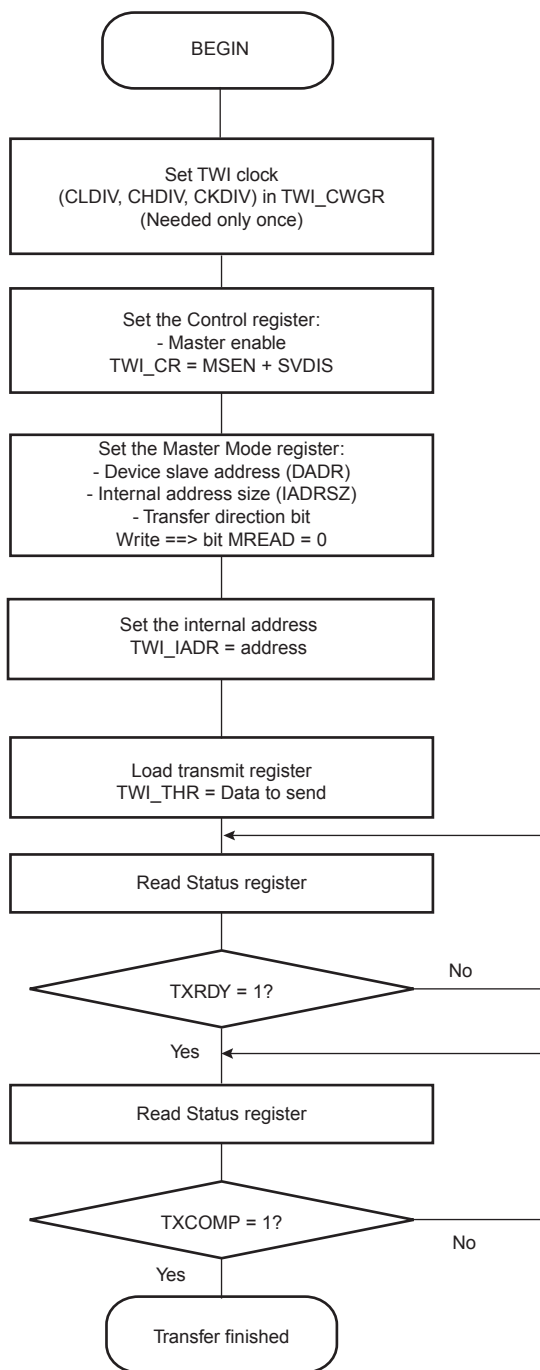 BEGIN
Set TWI clock
(CLDIV, CHDIV, CKDIV) in TWI_CWGR
(Needed only once)
Set the Control register:
- Master enable
TWI_CR = MSEN + SVDIS
Set the Master Mode register:
- Device slave address (DADR)
- Internal address size (IADRSZ)
- Transfer direction bit
Write ==> bit MREAD = 0
Set the internal address
TWI_IADR = address
Load transmit register
TWI_THR = Data to send
Read Status register
TXRDY = 1?
No
Yes
Read Status register
TXCOMP = 1?
No
Yes
Transfer finished